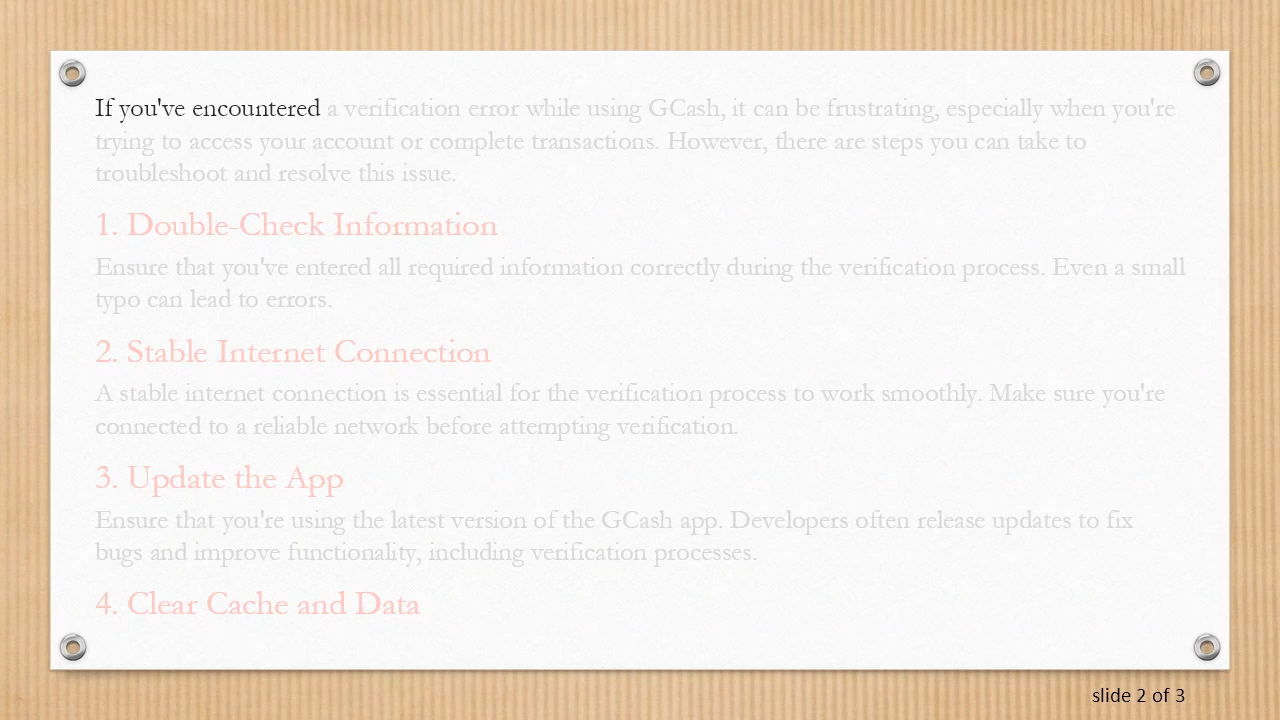 If you've encountered a verification error while using GCash, it can be frustrating, especially when you're
trying to access your account or complete transactions. However, there are steps you can take to
troubleshoot and resolve this issue.
1. Double-Check Information
Ensure that you've entered all required information correctly during the verification process. Even a small
typo can lead to errors.
2. Stable Internet Connection
A stable internet connection is essential for the verification process to work smoothly. Make sure you're
connected to a reliable network before attempting verification.
3. Update the App
Ensure that you're using the latest version of the GCash app. Developers often release updates to fix
bugs and improve functionality, including verification processes.
4. Clear Cache and Data
slide 2 of 3